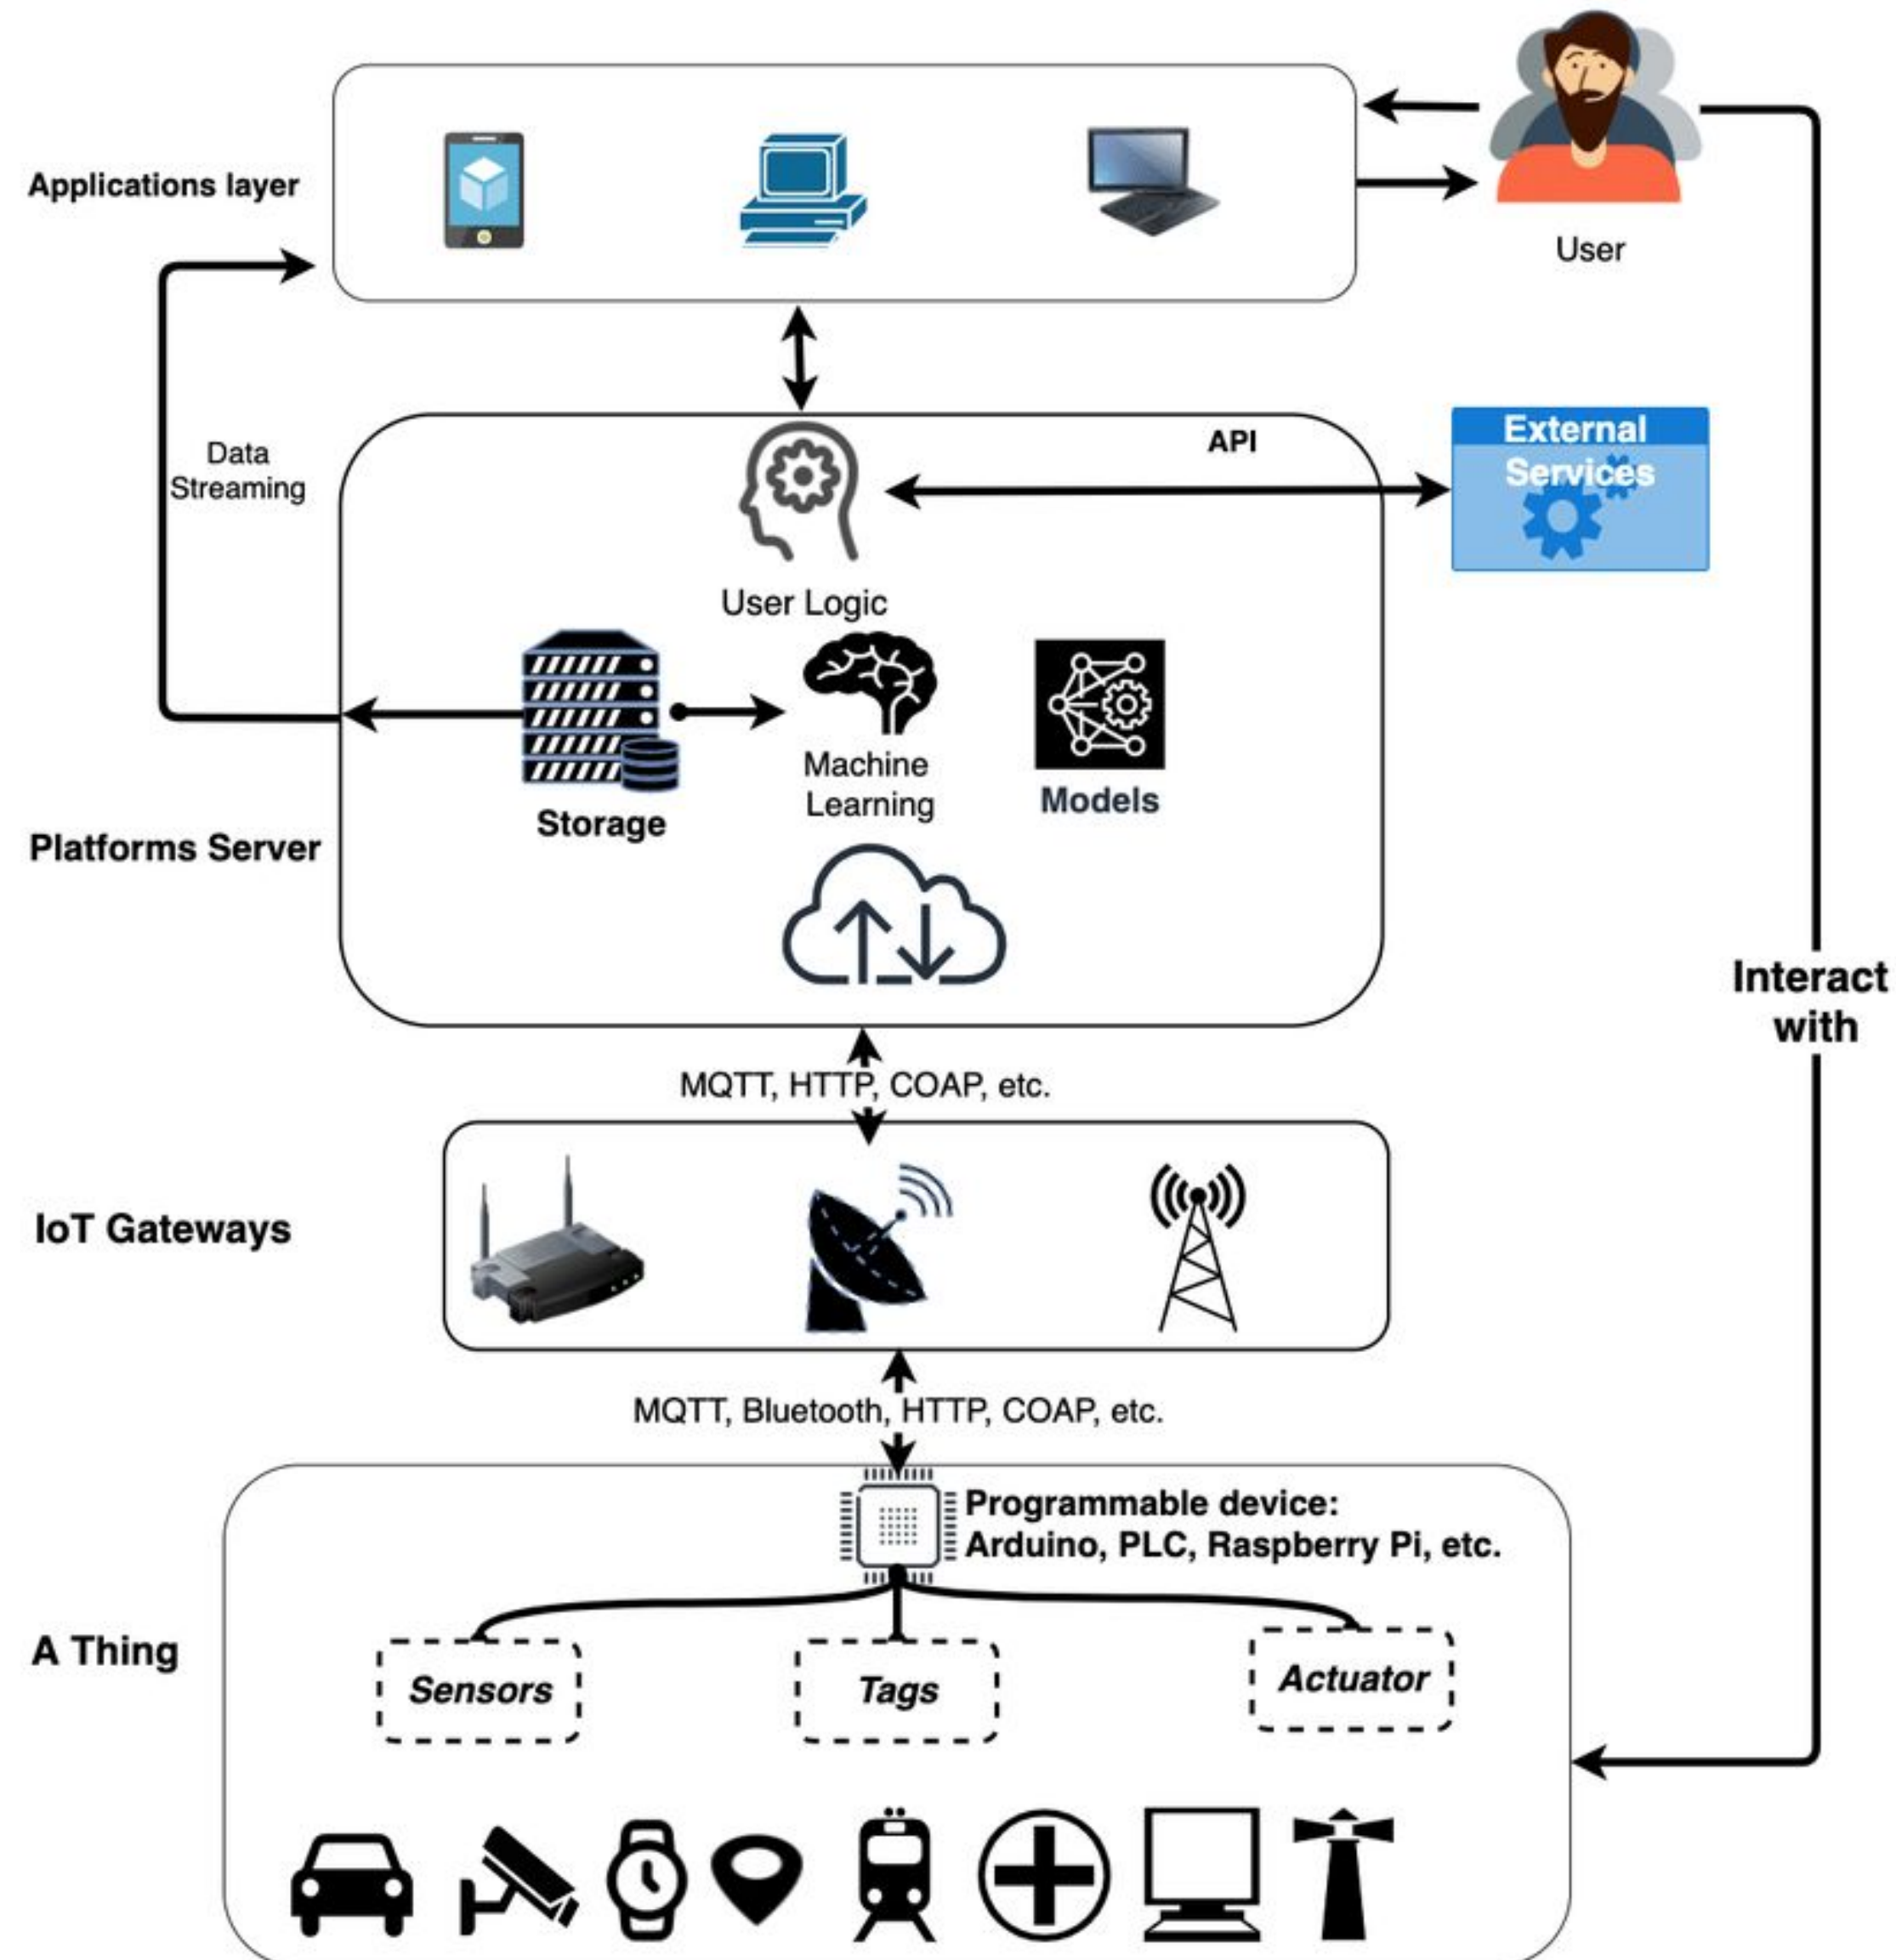 Applications layer
User
Data
Streaming
API
External
Services
User Logic
Machine
Learning
Storage
Models
Platforms Server
Interact
with
MQTT, HTTP, COAP, etc.
IoT Gateways
MQTT, Bluetooth, HTTP, COAP, etc.
Programmable device:
Arduino, PLC, Raspberry Pi, etc.
A Thing
Sensors
Tags
Actuator